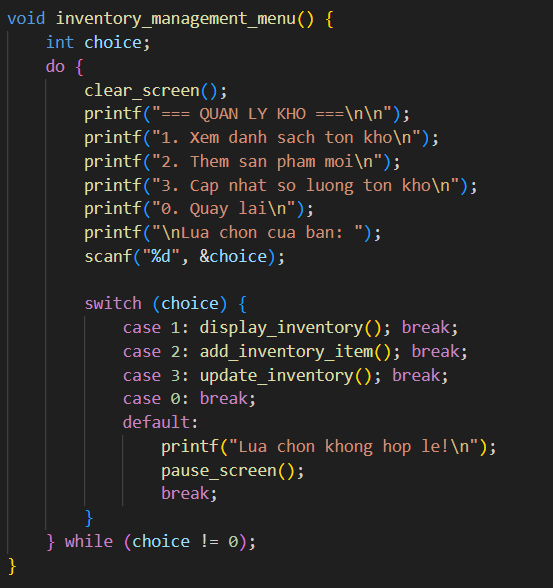 void inventory_management_menu() {
    int choice;
    do {
        clear_screen();
        printf("=== QUAN LY KHO ===\n\n");
        printf("1. Xem danh sach ton kho\n");
        printf("2. Them san pham moi\n");
        printf("3. Cap nhat so luong ton kho\n");
        printf("0. Quay lai\n");
        printf("\nLua chon cua ban: ");
        scanf("%d", &choice);

        switch (choice) {
            case 1: display_inventory(); break;
            case 2: add_inventory_item(); break;
            case 3: update_inventory(); break;
            case 0: break;
            default:
                printf("Lua chon khong hop le!\n");
                pause_screen();
                break;
        }
    } while (choice != 0);
}